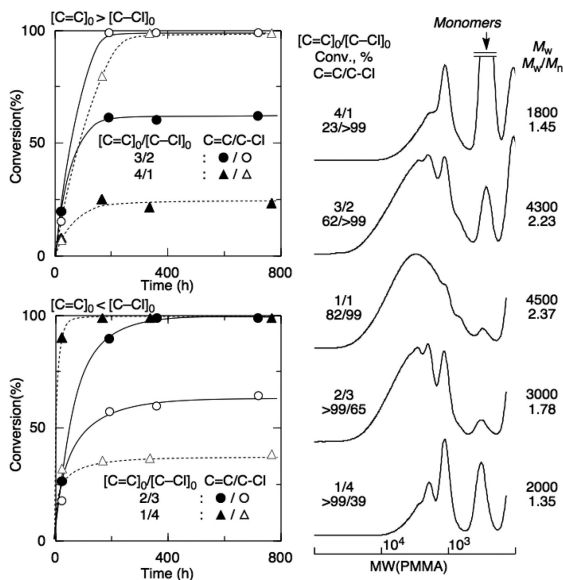 [C=C]0 > [C–Cl]0
100
50
0
Conversion(%)
[C=C]0/[C–Cl]0 C=C/C-Cl
3/2 : ● / ○
4/1 : ▲ / △
0 400 800
Time (h)
[C=C]0 < [C–Cl]0
100
50
0
Conversion(%)
[C=C]0/[C–Cl]0 C=C/C-Cl
2/3 : ● / ○
1/4 : ▲ / △
0 400 800
Time (h)
Monomers
[C=C]0/[C–Cl]0
Conv., %
C=C/C-Cl
Mw
Mw/Mn
4/1
23/>99
1800
1.45
3/2
62/>99
4300
2.23
1/1
82/99
4500
2.37
2/3
>99/65
3000
1.78
1/4
>99/39
2000
1.35
10^4 10^3
MW(PMMA)